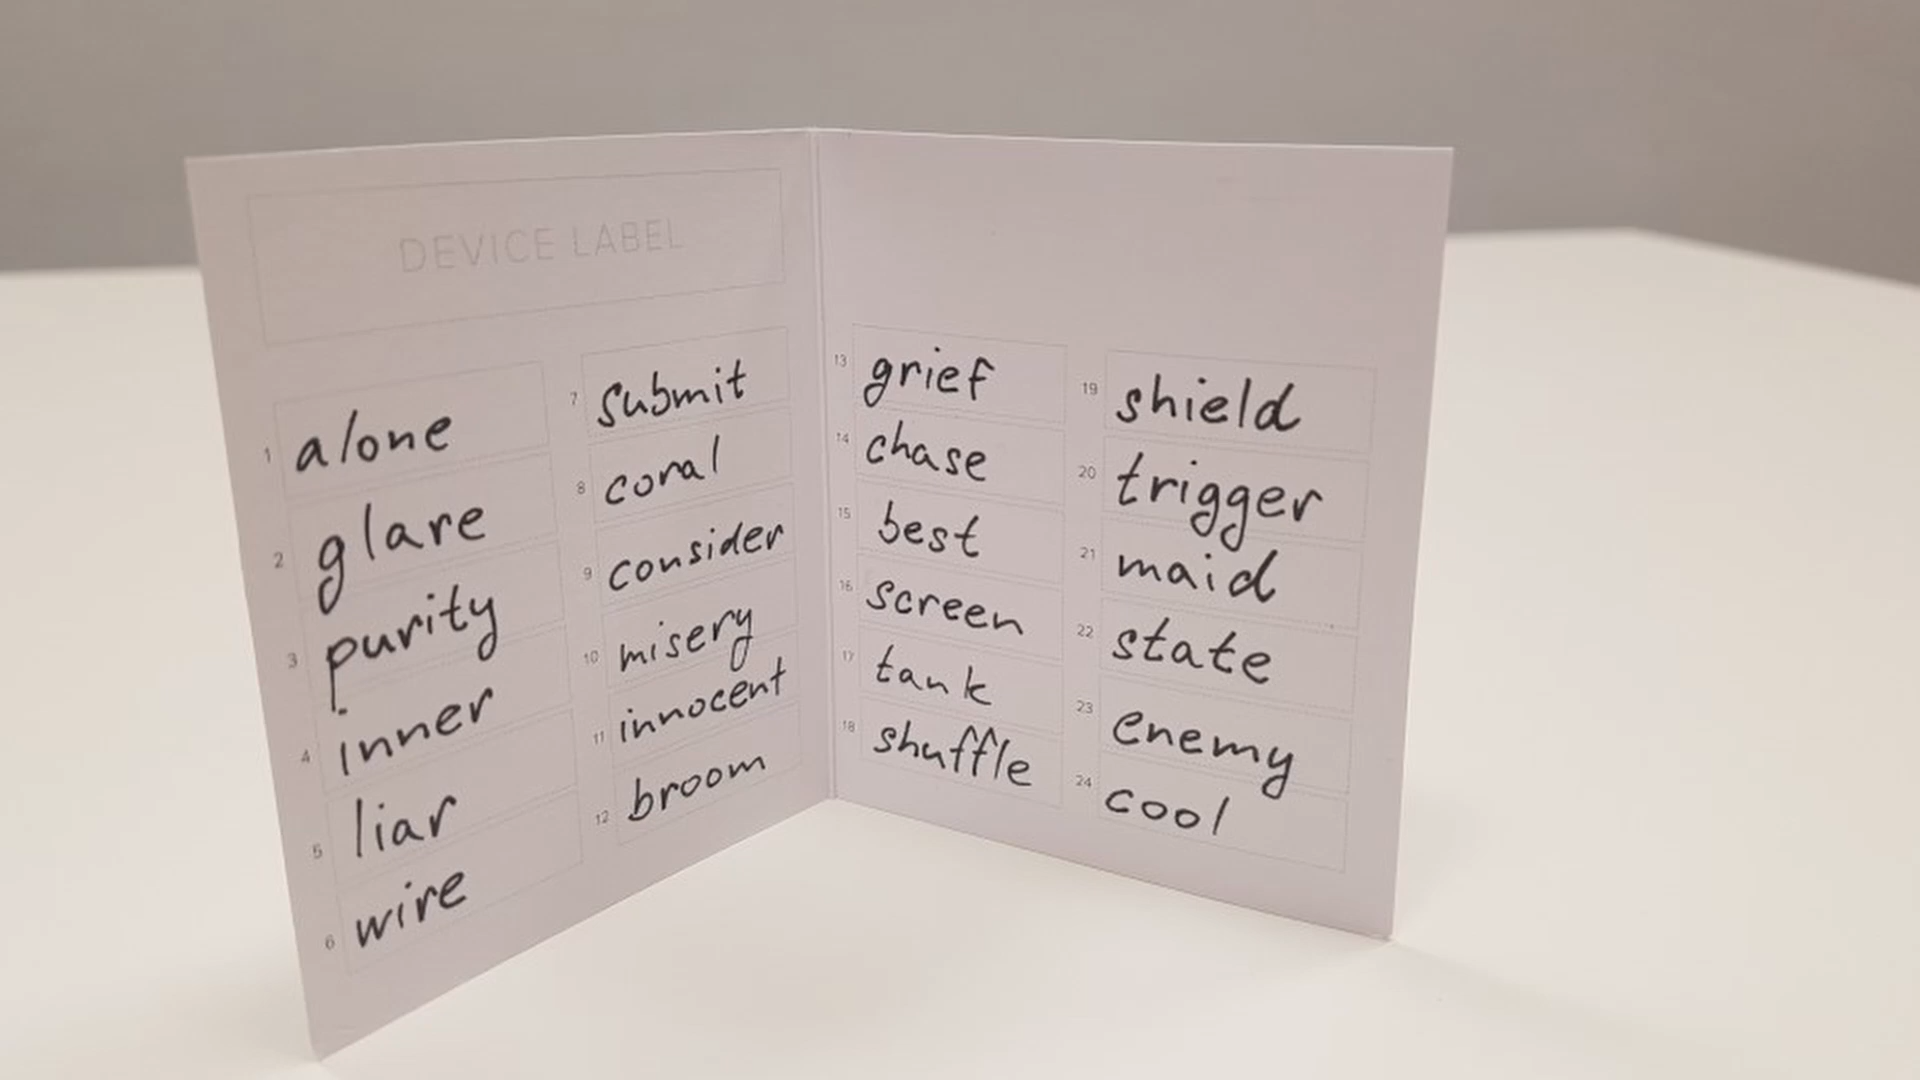 DEVICE LABEL
1 alone
2 glare
3 purity
4 inner
5 liar
6 wire
7 submit
8 coral
9 consider
10 misery
11 innocent
12 broom
13 grief
14 chase
15 best
16 screen
17 tank
18 shuffle
19 shield
20 trigger
21 maid
22 state
23 enemy
24 cool